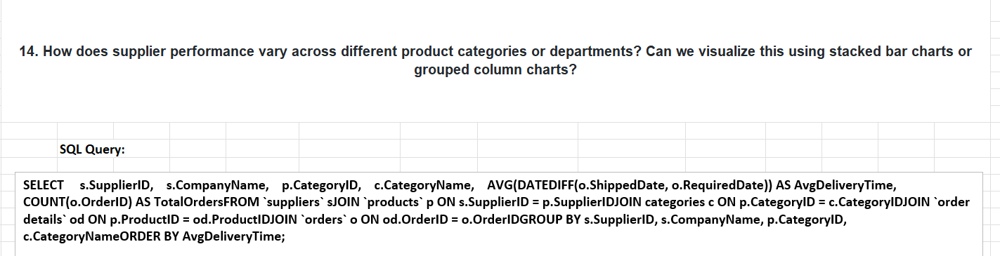 14. How does supplier performance vary across different product categories or departments? Can we visualize this using stacked bar charts or
grouped column charts?
SQL Query:
SELECT s.SupplierID, s.CompanyName, p.CategoryID, c.CategoryName, AVG(DATEDIFF(o.ShippedDate, o.RequiredDate)) AS AvgDeliveryTime,
COUNT(o.OrderID) AS TotalOrdersFROM `suppliers` sJOIN `products` p ON s.SupplierID = p.SupplierIDJOIN categories c ON p.CategoryID = c.CategoryIDJOIN `order
details` od ON p.ProductID = od.ProductIDJOIN `orders` o ON od.OrderID = o.OrderIDGROUP BY s.SupplierID, s.CompanyName, p.CategoryID,
c.CategoryNameORDER BY AvgDeliveryTime;